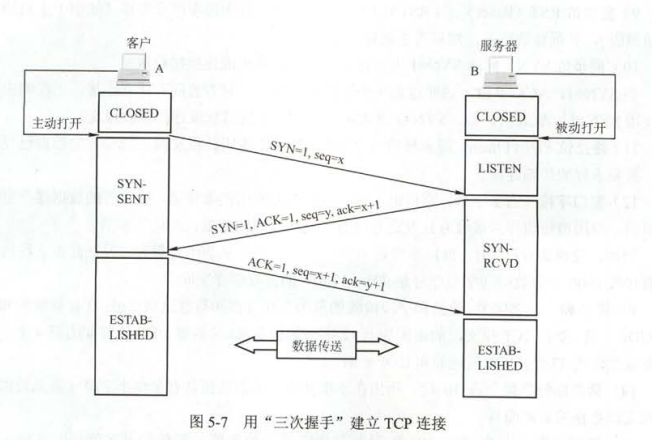 客户
服务器
A
B
CLOSED
CLOSED
主动打开
被动打开
SYN=1, seq=x
LISTEN
SYN-
SENT
SYN=1, ACK=1, seq=y, ack=x+1
SYN-
RCVD
ACK=1, seq=x+1, ack=y+1
ESTAB-
LISHED
数据传送
ESTAB-
LISHED
图 5-7 用“三次握手”建立 TCP 连接